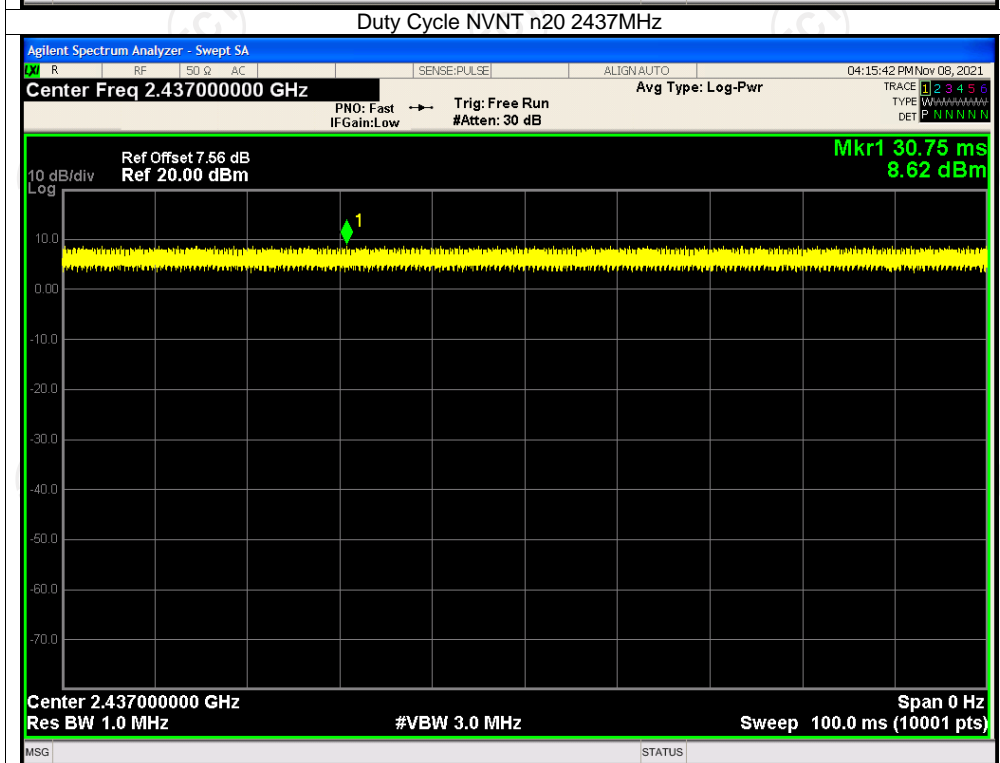 Duty Cycle NVNT n20 2437MHz
Agilent Spectrum Analyzer - Swept SA
LXI R RF 50 Ω AC SENSE:PULSE ALIGN AUTO 04:15:42 PM Nov 08, 2021
Center Freq 2.437000000 GHz Avg Type: Log-Pwr TRACE 1 2 3 4 5 6
PNO: Fast Trig: Free Run TYPE WWWWWW
IFGain:Low #Atten: 30 dB DET P N N N N N
Mkr1 30.75 ms
Ref Offset 7.56 dB 8.62 dBm
10 dB/div Ref 20.00 dBm
Log
1
10.0
0.00
-10.0
-20.0
-30.0
-40.0
-50.0
-60.0
-70.0
Center 2.437000000 GHz Span 0 Hz
Res BW 1.0 MHz #VBW 3.0 MHz Sweep 100.0 ms (10001 pts)
MSG STATUS